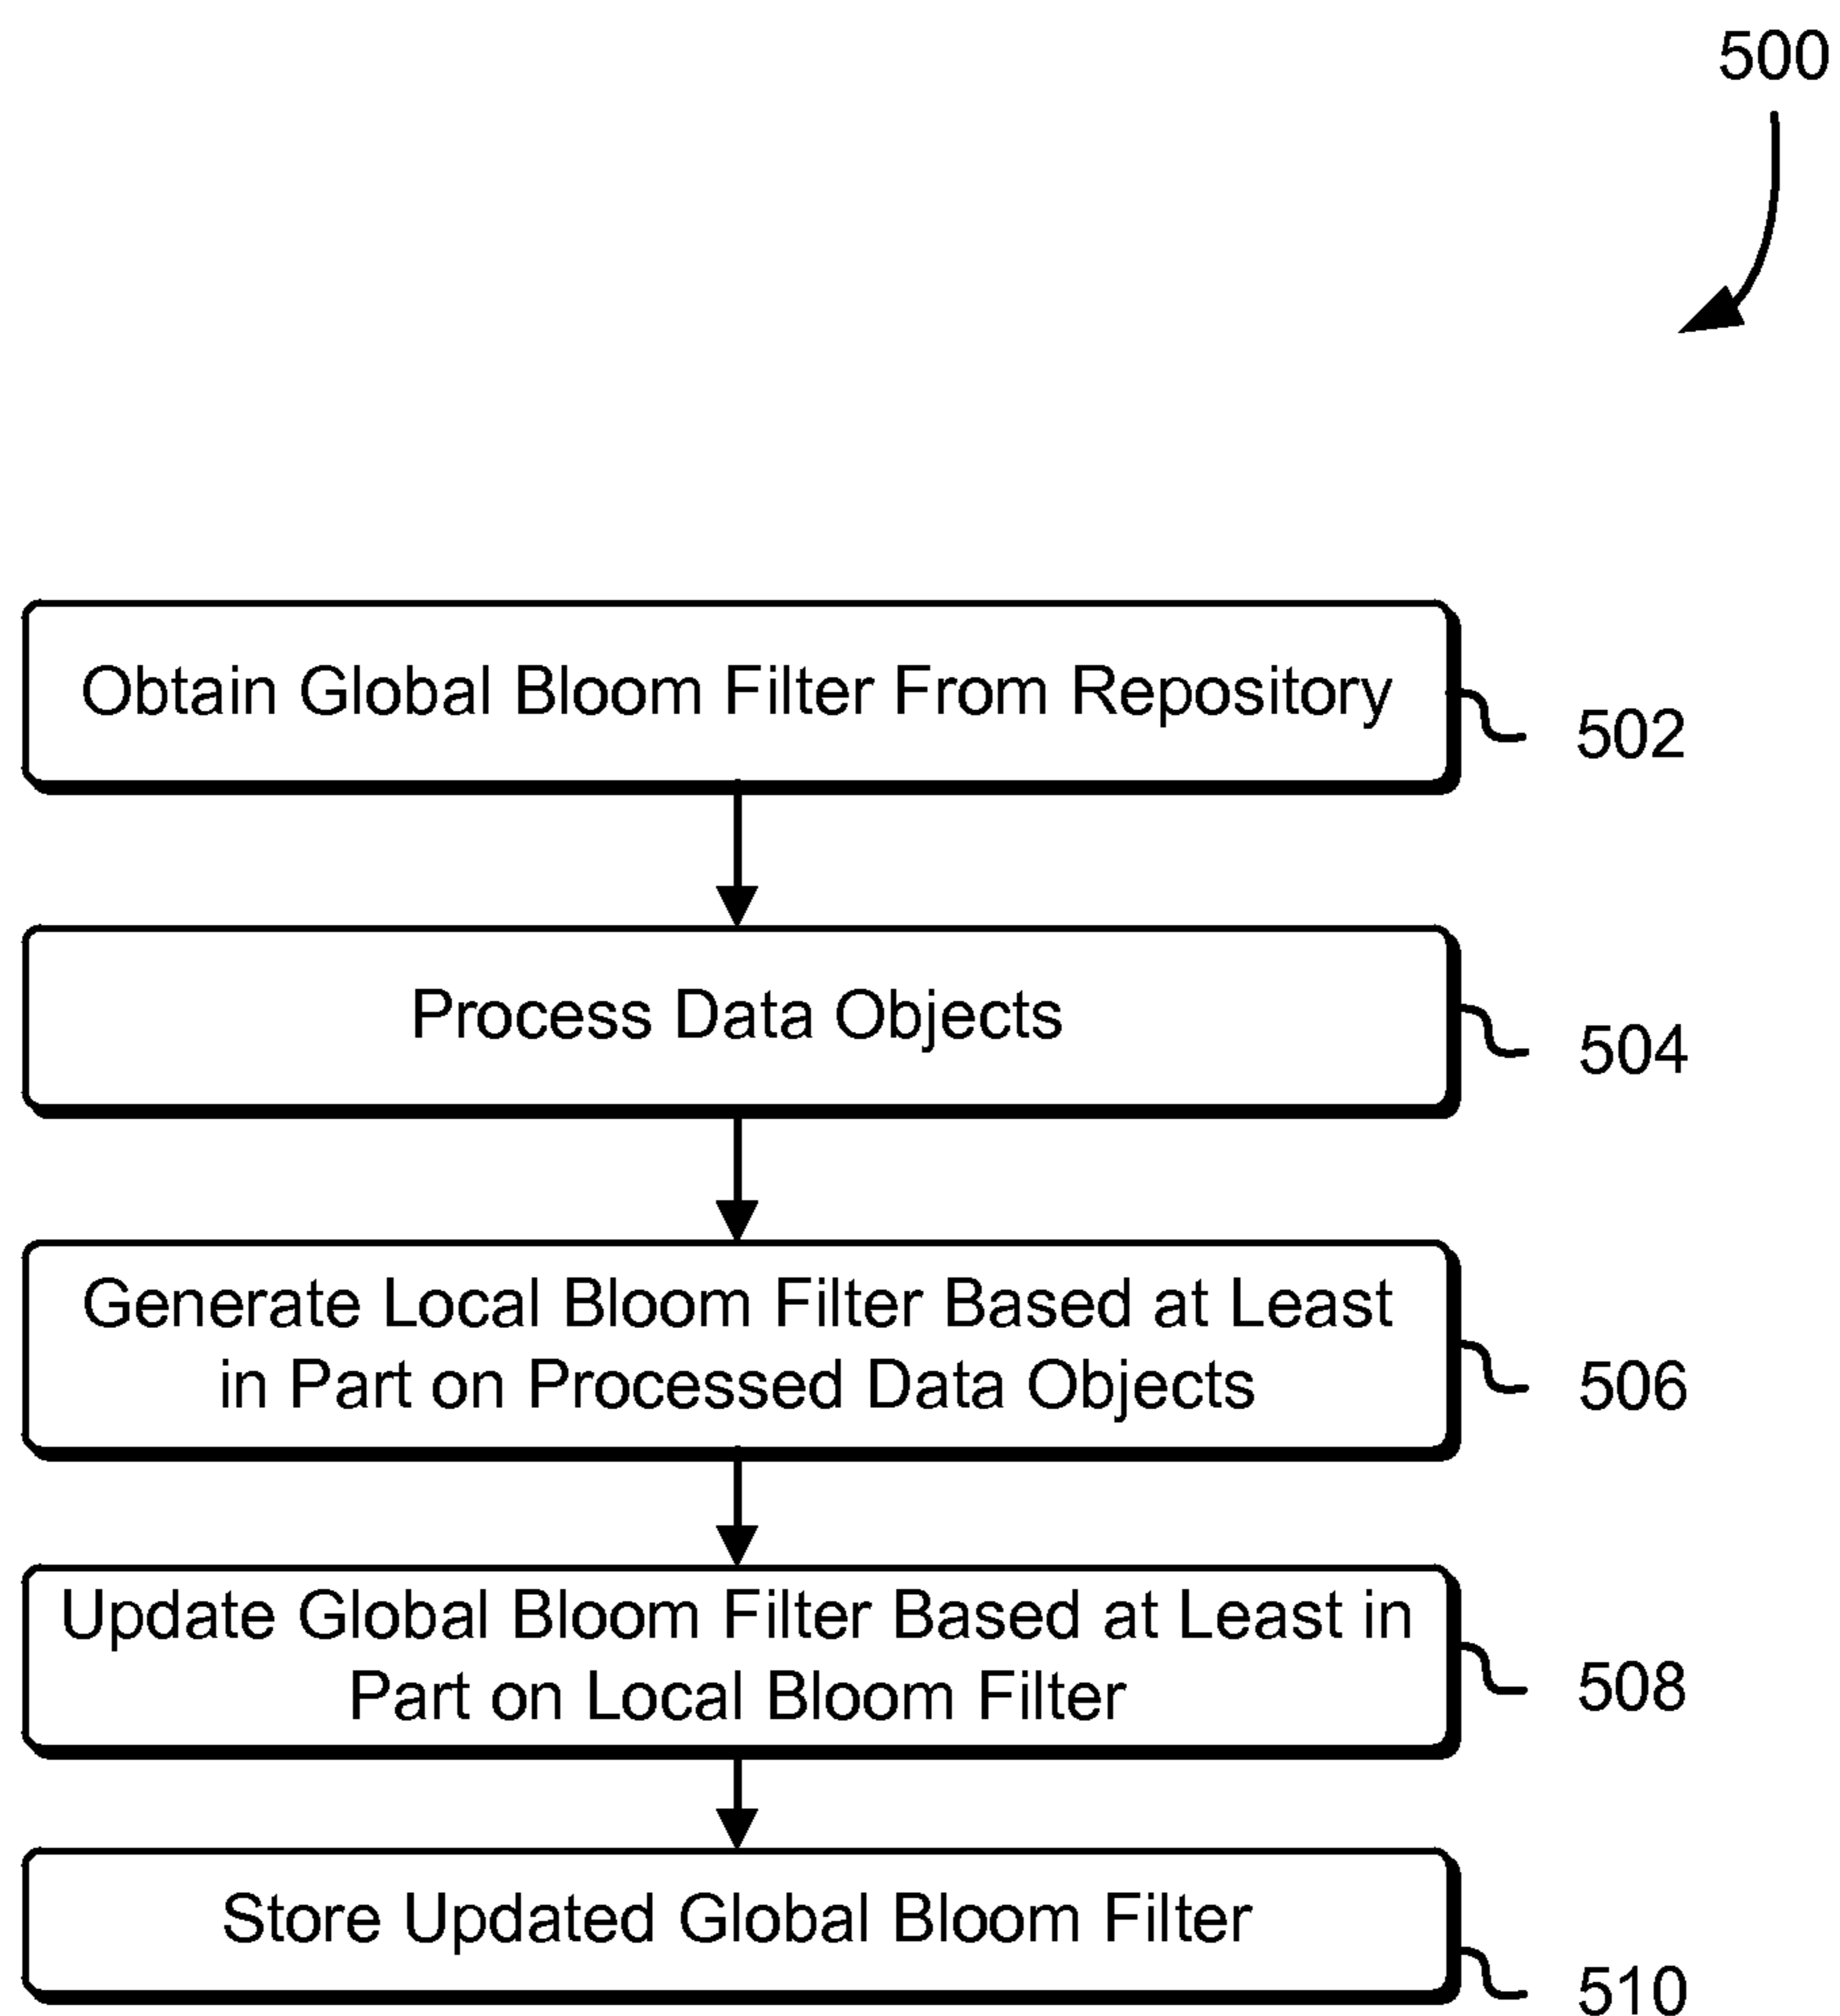 500
Obtain Global Bloom Filter From Repository
502
Process Data Objects
504
Generate Local Bloom Filter Based at Least
in Part on Processed Data Objects
506
Update Global Bloom Filter Based at Least in
Part on Local Bloom Filter
508
Store Updated Global Bloom Filter
510